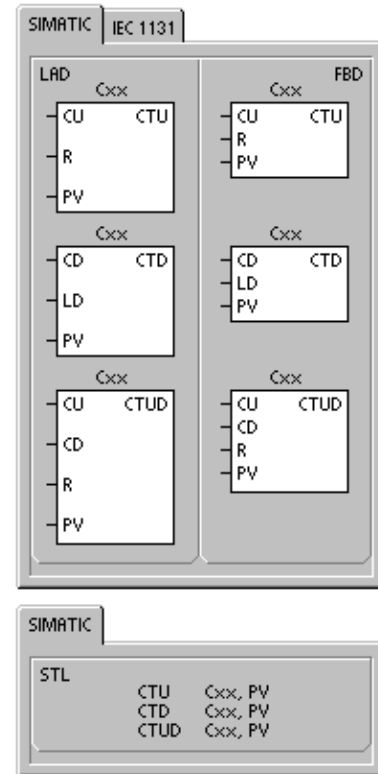 SIMATIC IEC 1131
LAD FBD
Cxx Cxx
CU CTU CU CTU
R R
PV PV
Cxx Cxx
CD CTD CD CTD
LD LD
PV PV
Cxx Cxx
CU CTUD CU CTUD
CD CD
R R
PV PV
SIMATIC
STL
CTU Cxx, PV
CTD Cxx, PV
CTUD Cxx, PV